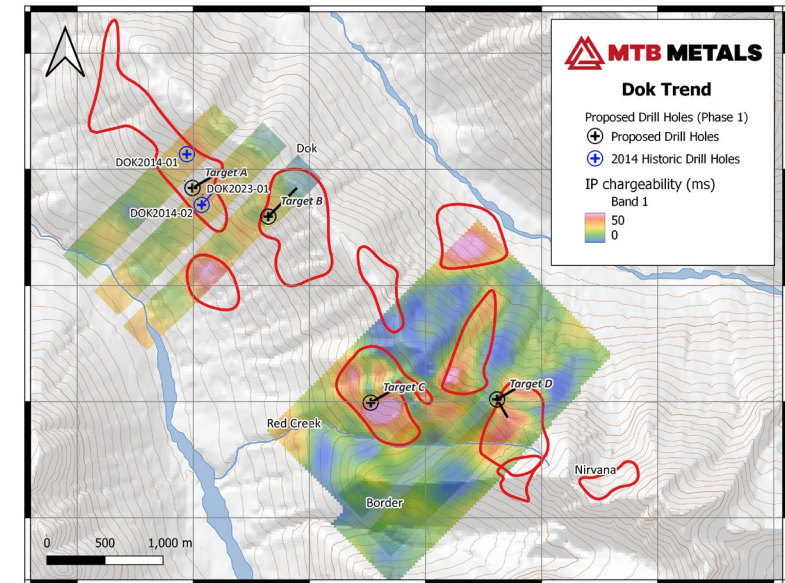 MTB METALS
Dok Trend
Proposed Drill Holes (Phase 1)
Proposed Drill Holes
2014 Historic Drill Holes
IP chargeability (ms)
Band 1
50
0
Dok
DOK2014-01
Target A
DOK2023-01
Target B
DOK2014-02
Target C
Target D
Red Creek
Nirvana
Border
0 500 1,000 m